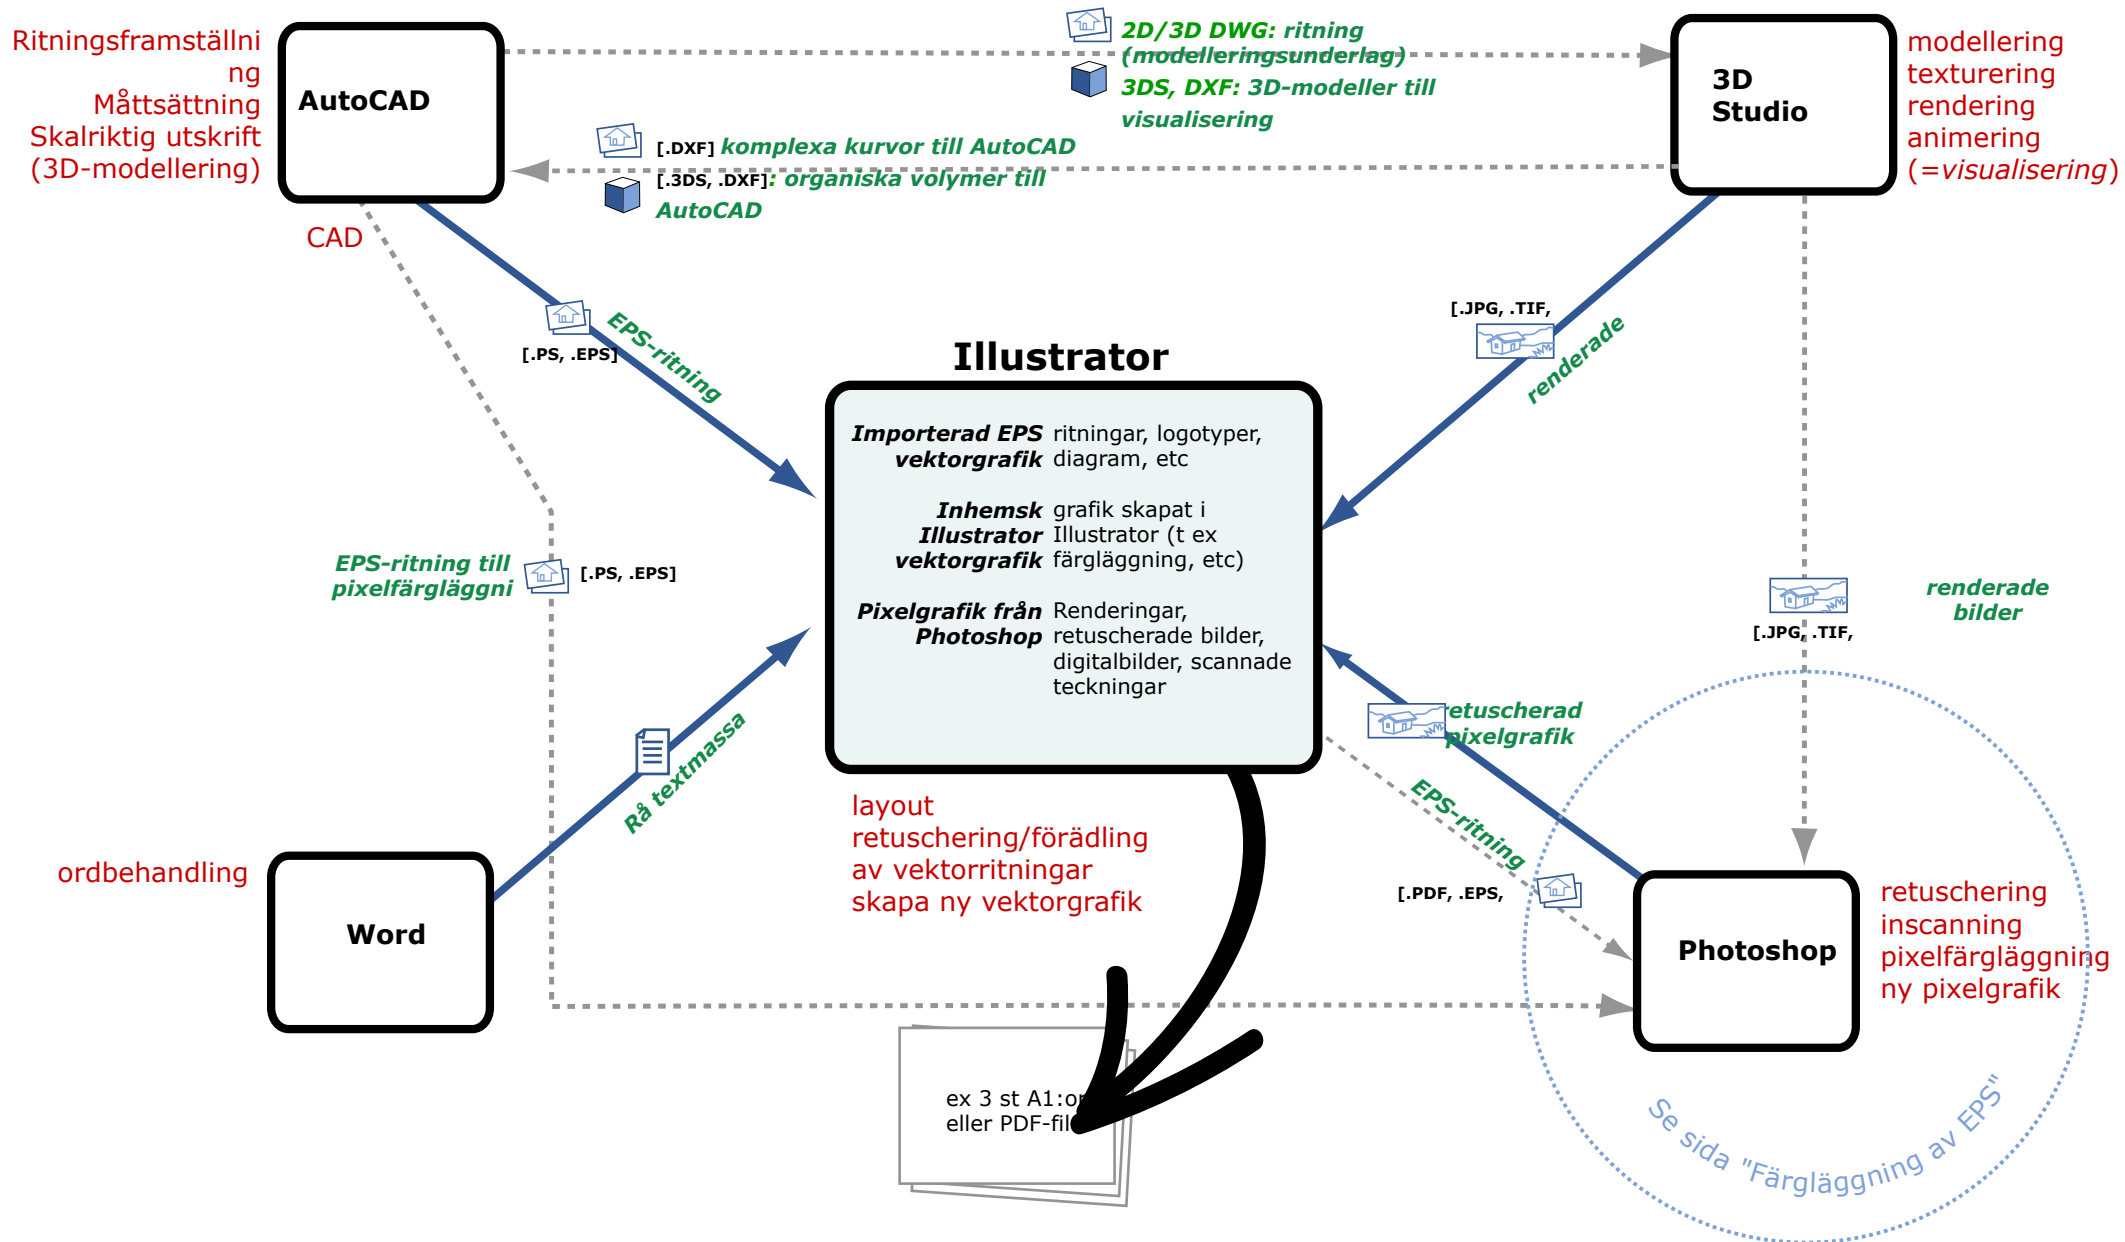 Ritningsframställni
ng
Måttsättning
Skalriktig utskrift
(3D-modellering)
AutoCAD
CAD
2D/3D DWG: ritning
(modelleringsunderlag)
3DS, DXF: 3D-modeller till
visualisering
[.DXF] komplexa kurvor till AutoCAD
[.3DS, .DXF]: organiska volymer till
AutoCAD
3D
Studio
modellering
texturering
rendering
animering
(=visualisering)
[.PS, .EPS]
EPS-ritning
[.JPG, .TIF,
renderade
Illustrator
Importerad EPS ritningar, logotyper,
vektorgrafik diagram, etc
Inhemsk grafik skapat i
Illustrator Illustrator (t ex
vektorgrafik färgläggning, etc)
Pixelgrafik från Renderingar,
Photoshop retuscherade bilder,
digitalbilder, scannade
teckningar
EPS-ritning till
pixelfärgläggni
[.PS, .EPS]
renderade
bilder
[.JPG, .TIF,
etuscherad
pixelgrafik
Rå textmassa
EPS-ritning
[.PDF, .EPS,
layout
retuschering/förädling
av vektorritningar
skapa ny vektorgrafik
ordbehandling
Word
Photoshop
retuschering
inscanning
pixelfärgläggning
ny pixelgrafik
ex 3 st A1:or
eller PDF-fil
Se sida "Färgläggning av EPS"